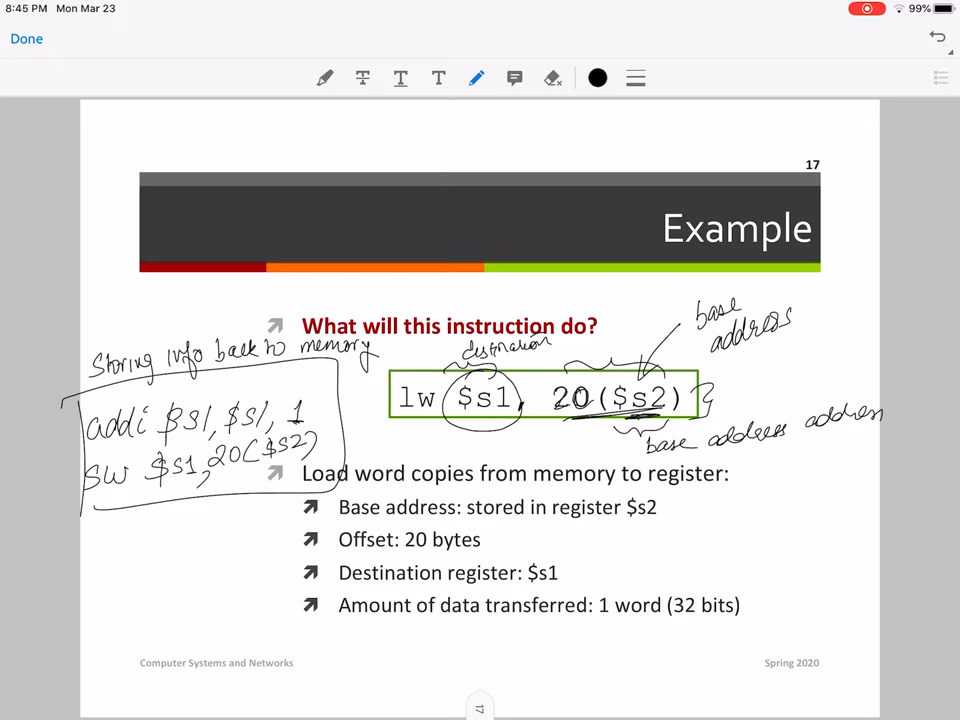 8:45 PM Mon Mar 23
99%
Done
T T T
17
Example
What will this instruction do?
base
address
destination
Storing info back to memory
lw $s1, 20($s2)
base address address
addi $s1, $s1, 1
sw $s1, 20($s2)
Load word copies from memory to register:
Base address: stored in register $s2
Offset: 20 bytes
Destination register: $s1
Amount of data transferred: 1 word (32 bits)
Computer Systems and Networks
Spring 2020
17